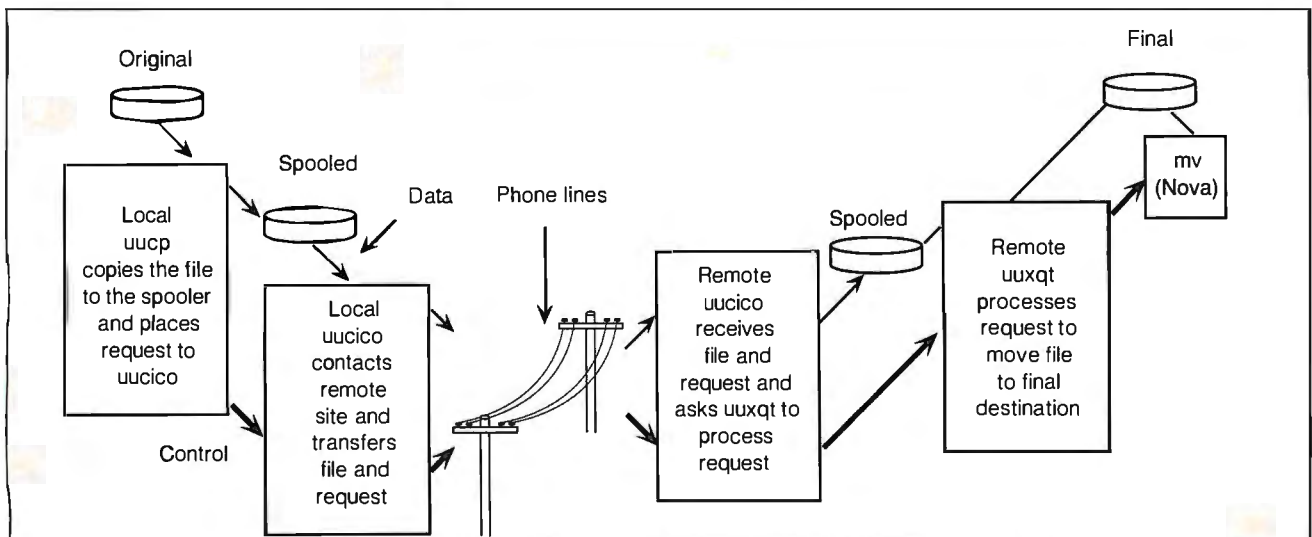 Original
Local
uucp
copies the file
to the spooler
and places
request to
uucico
Spooled
Data
Control
Local
uucico
contacts
remote
site and
transfers
file and
request
Phone lines
Remote
uucico
receives
file and
request and
asks uuxqt to
process
request
Spooled
Remote
uuxqt
processes
request to
move file
to final
destination
Final
mv
(Nova)